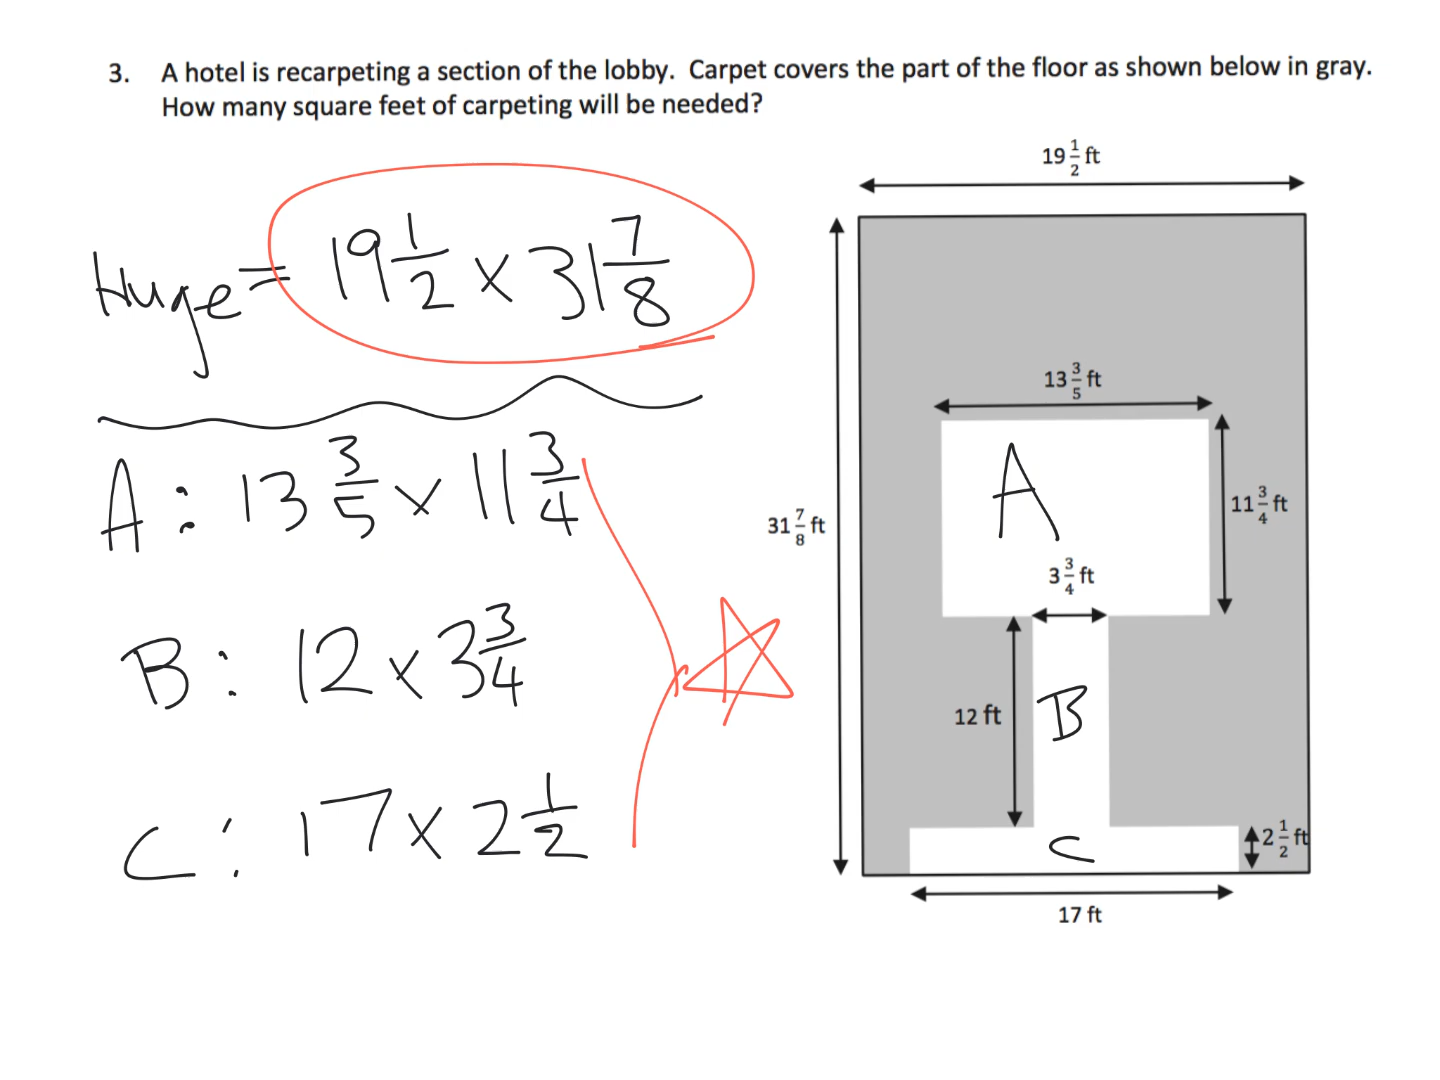 3. A hotel is recarpeting a section of the lobby. Carpet covers the part of the floor as shown below in gray.
How many square feet of carpeting will be needed?
19 1/2 ft
Huge = 19 1/2 x 31 7/8
13 3/5 ft
A : 13 3/5 x 11 3/4
A
11 3/4 ft
31 7/8 ft
3 3/4 ft
B : 12 x 3 3/4
12 ft
B
C : 17 x 2 1/2
C
2 1/2 ft
17 ft